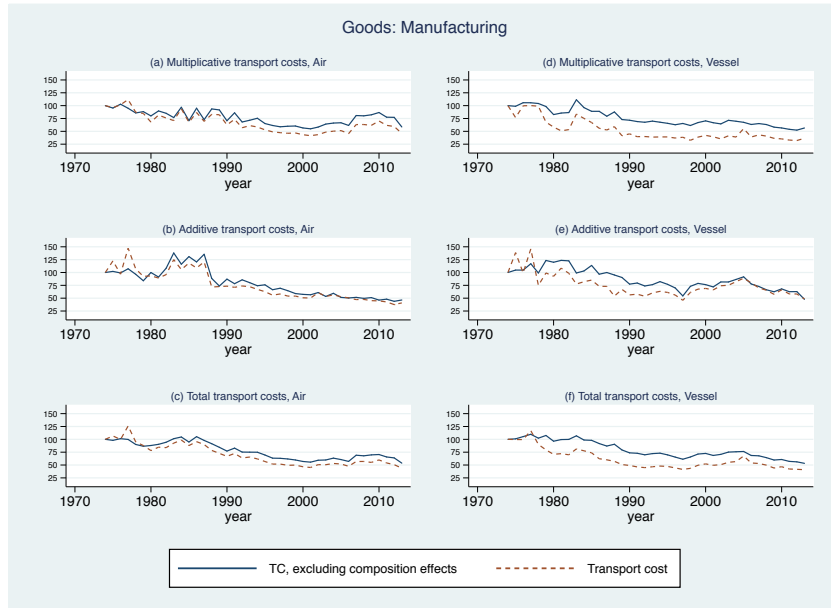 Goods: Manufacturing
(a) Multiplicative transport costs, Air
150
125
100
75
50
25
1970 1980 1990 2000 2010
year
(d) Multiplicative transport costs, Vessel
150
125
100
75
50
25
1970 1980 1990 2000 2010
year
(b) Additive transport costs, Air
150
125
100
75
50
25
1970 1980 1990 2000 2010
year
(e) Additive transport costs, Vessel
150
125
100
75
50
25
1970 1980 1990 2000 2010
year
(c) Total transport costs, Air
150
125
100
75
50
25
1970 1980 1990 2000 2010
year
(f) Total transport costs, Vessel
150
125
100
75
50
25
1970 1980 1990 2000 2010
year
TC, excluding composition effects Transport cost